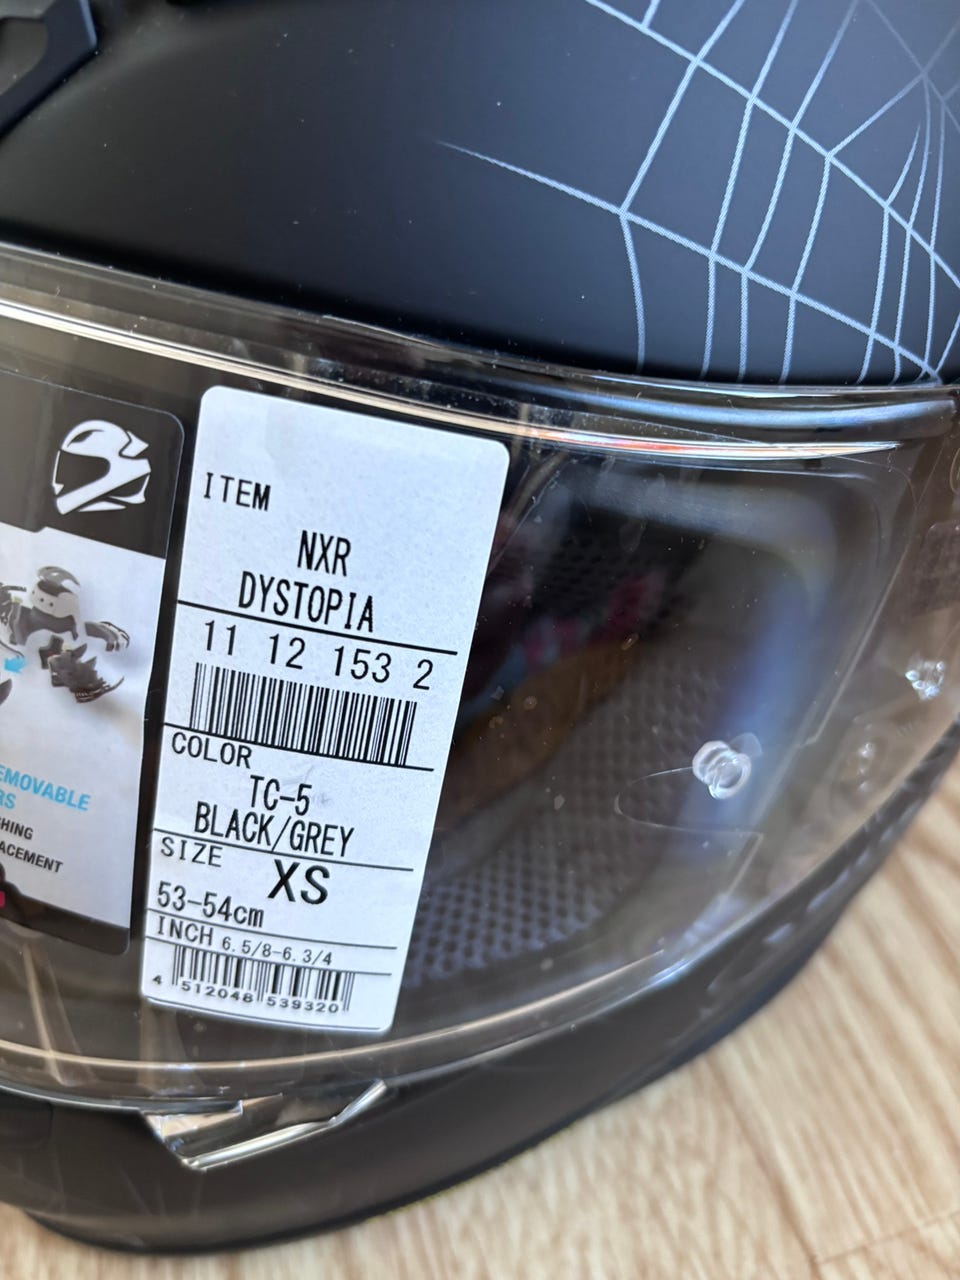 ITEM
NXR
DYSTOPIA
11 12 153 2
COLOR
TC-5
BLACK/GREY
SIZE
XS
53-54cm
INCH 6.5/8-6.3/4
4 512048 539320
EMOVABLE
RS
HING
ACEMENT